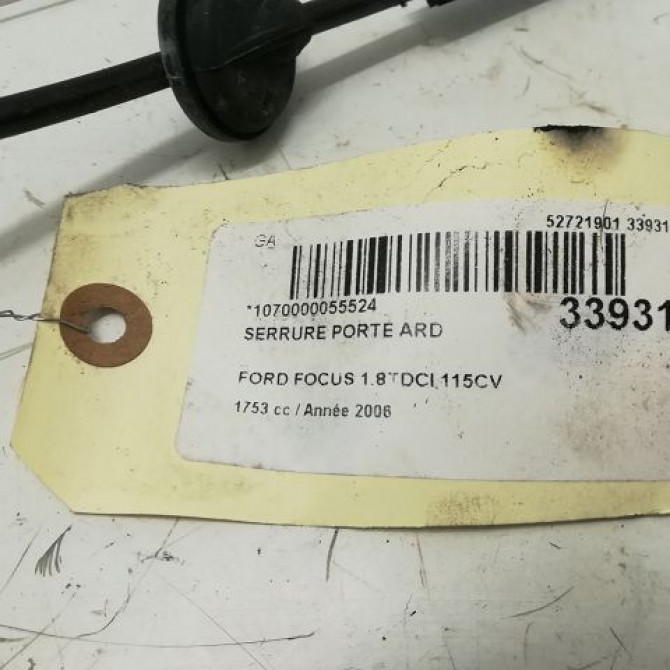 GA
52721901 33931
*1070000055524
33931
SERRURE PORTE ARD
FORD FOCUS 1.8TDCI 115CV
1753 cc / Année 2006